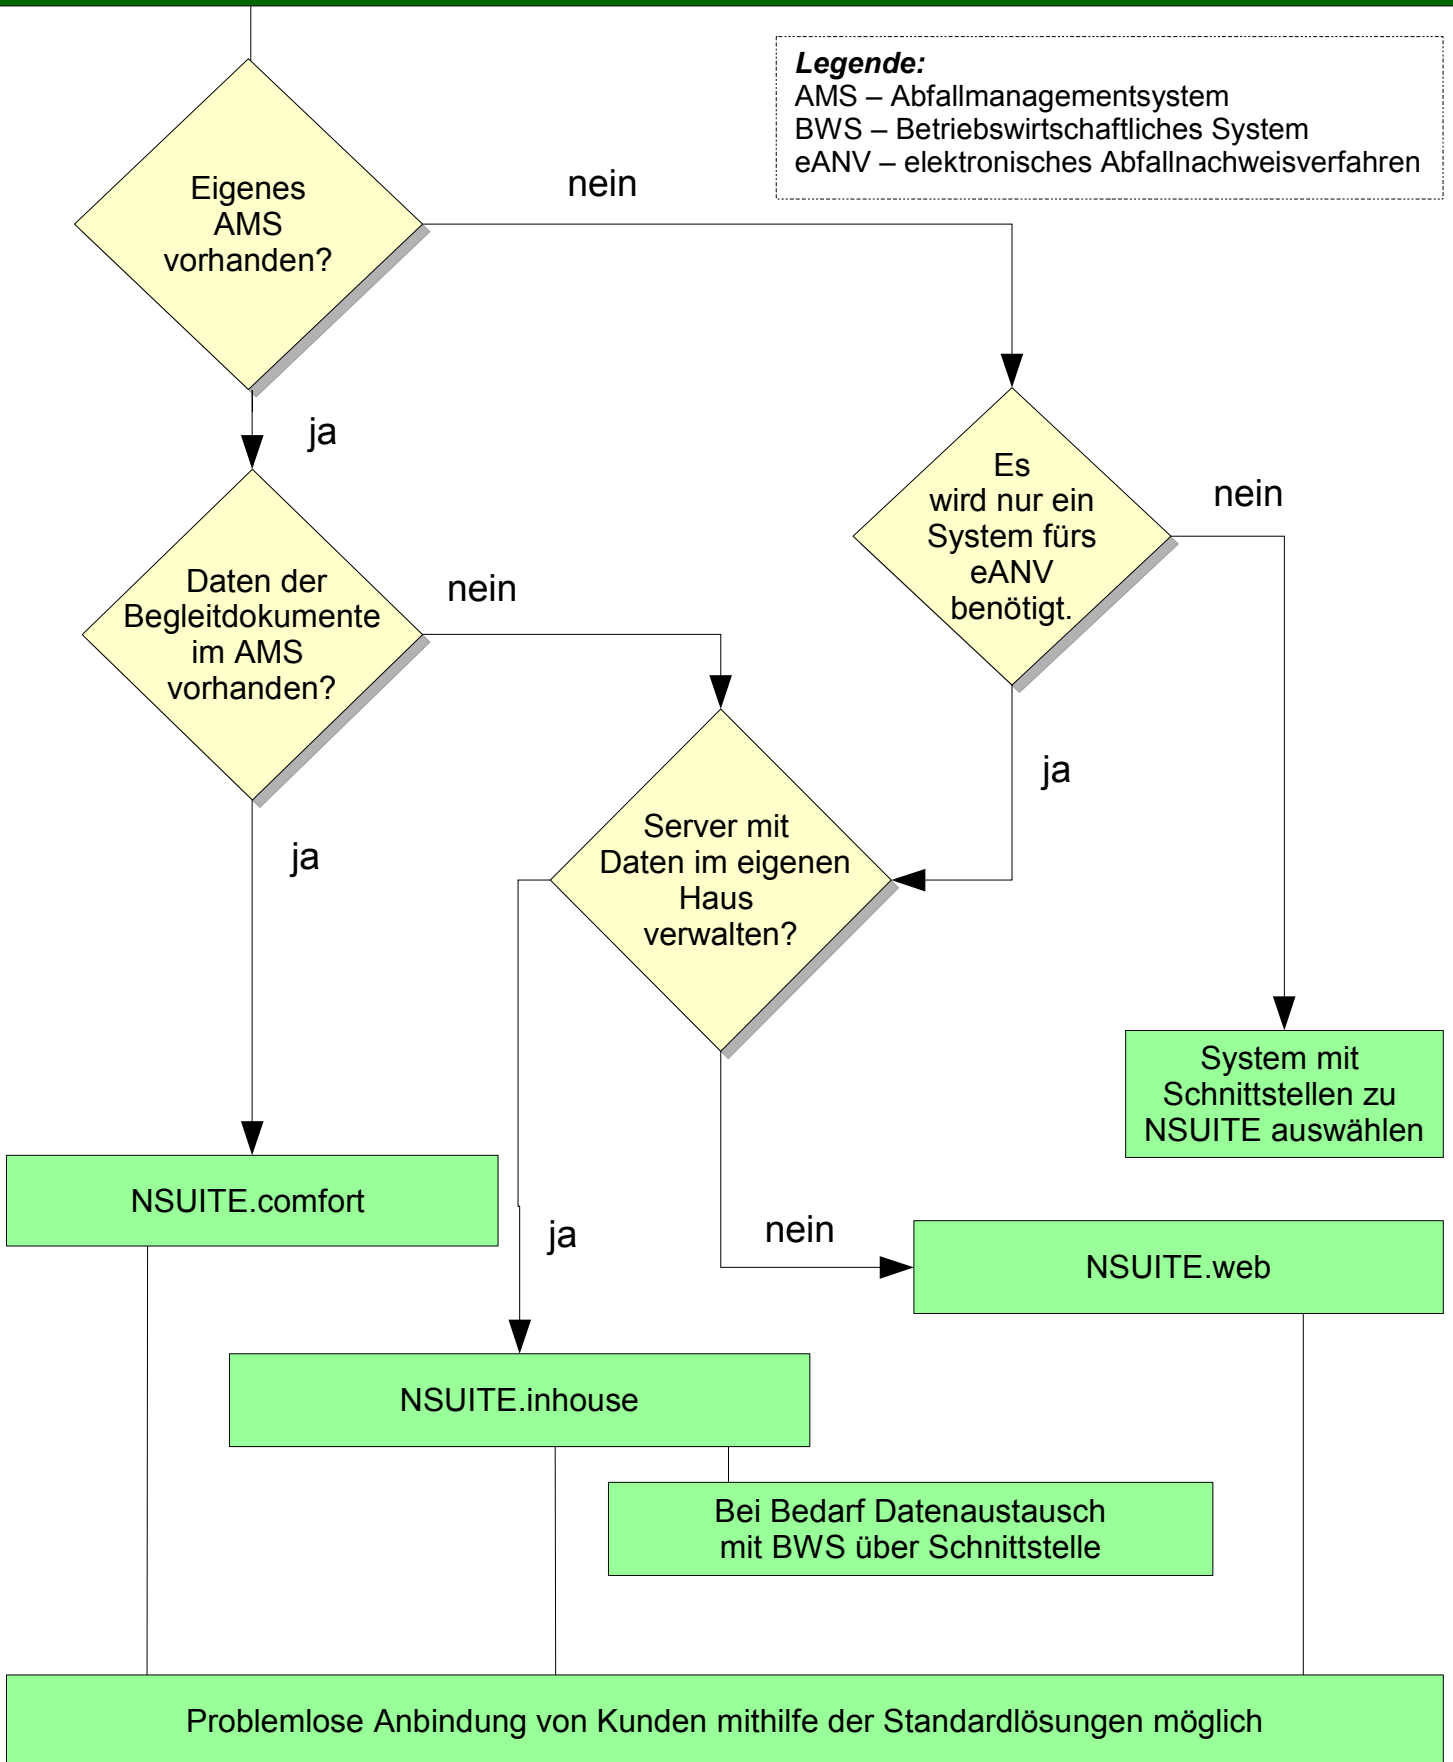 Legende:
AMS – Abfallmanagementsystem
BWS – Betriebswirtschaftliches System
eANV – elektronisches Abfallnachweisverfahren
Eigenes
AMS
vorhanden?
nein
ja
Es
wird nur ein
System fürs
eANV
benötigt.
nein
Daten der
Begleitdokumente
im AMS
vorhanden?
nein
ja
ja
Server mit
Daten im eigenen
Haus
verwalten?
System mit
Schnittstellen zu
NSUITE auswählen
NSUITE.comfort
ja
nein
NSUITE.web
NSUITE.inhouse
Bei Bedarf Datenaustausch
mit BWS über Schnittstelle
Problemlose Anbindung von Kunden mithilfe der Standardlösungen möglich